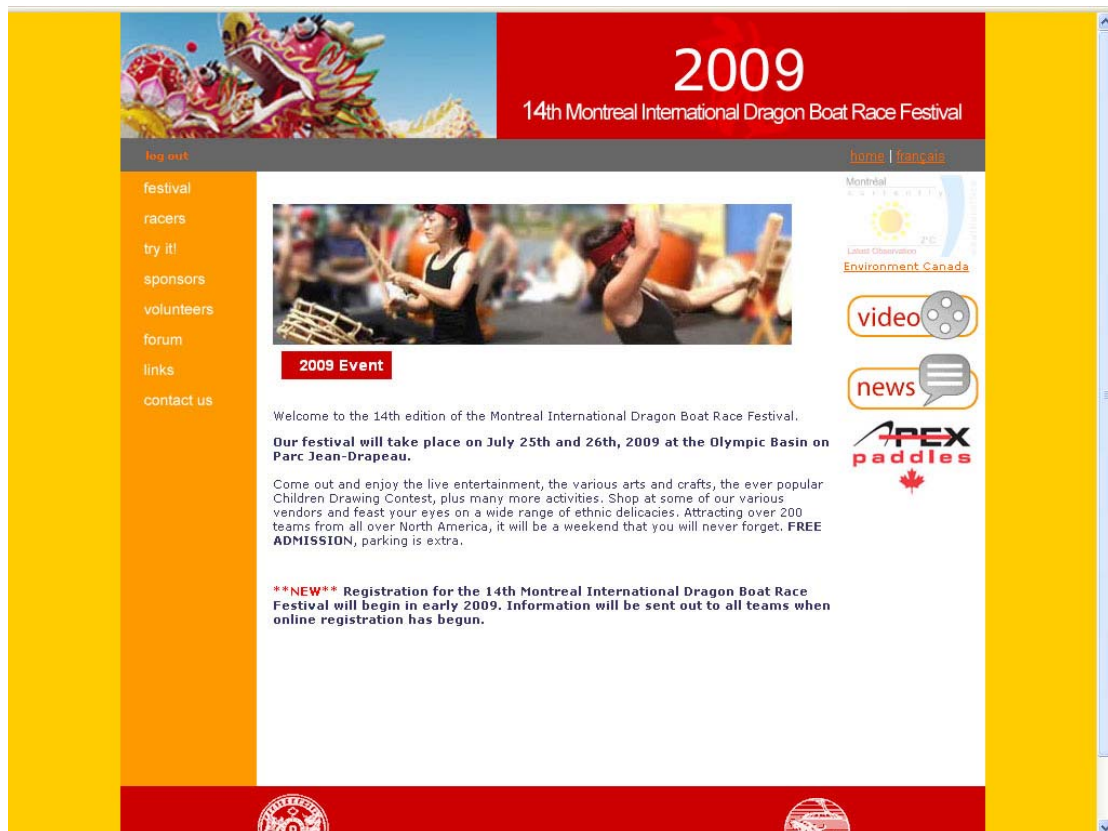 2009
14th Montreal International Dragon Boat Race Festival
log out
home | français
festival
racers
try it!
sponsors
volunteers
forum
links
contact us
2009 Event
Welcome to the 14th edition of the Montreal International Dragon Boat Race Festival.
Our festival will take place on July 25th and 26th, 2009 at the Olympic Basin on
Parc Jean-Drapeau.
Come out and enjoy the live entertainment, the various arts and crafts, the ever popular
Children Drawing Contest, plus many more activities. Shop at some of our various
vendors and feast your eyes on a wide range of ethnic delicacies. Attracting over 200
teams from all over North America, it will be a weekend that you will never forget. FREE
ADMISSION, parking is extra.
**NEW** Registration for the 14th Montreal International Dragon Boat Race
Festival will begin in early 2009. Information will be sent out to all teams when
online registration has begun.
Montréal
currently
2°C
Latest Observation
Environment Canada
video
news
APEX
paddles